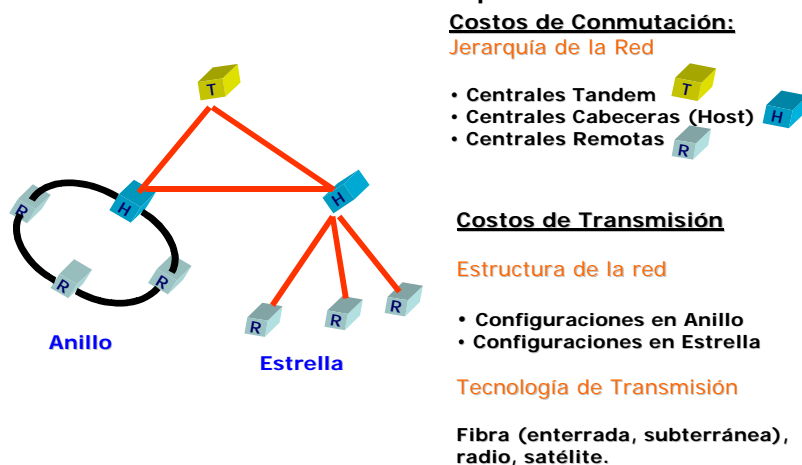 Costos de Conmutación:
Jerarquía de la Red
• Centrales Tandem
T
• Centrales Cabeceras (Host)
H
• Centrales Remotas
R
T
H
H
R
R
R
R
R
R
Anillo
Estrella
Costos de Transmisión
Estructura de la red
• Configuraciones en Anillo
• Configuraciones en Estrella
Tecnología de Transmisión
Fibra (enterrada, subterránea),
radio, satélite.